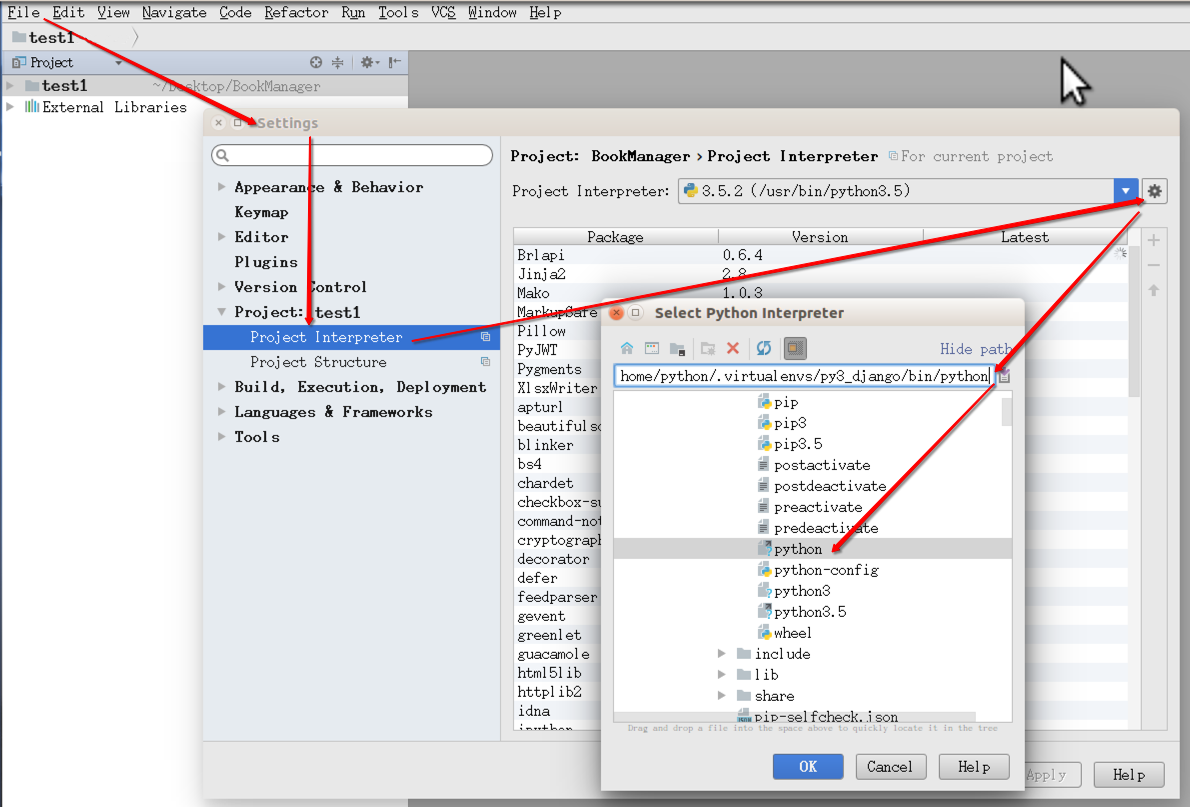 File Edit View Navigate Code Refactor Run Tools VCS Window Help
test1
Project
test1 ~/Desktop/BookManager
External Libraries
Settings
Appearance & Behavior
Keymap
Editor
Plugins
Version Control
Project: test1
Project Interpreter
Project Structure
Build, Execution, Deployment
Languages & Frameworks
Tools
Project: BookManager › Project Interpreter For current project
Project Interpreter: 3.5.2 (/usr/bin/python3.5)
Package Version Latest
Brlapi 0.6.4
Jinja2 2.8
Mako 1.0.3
MarkupSafe
Pillow
PyJWT
Pygments
XlsxWriter
apturl
beautifulso
blinker
bs4
chardet
checkbox-su
command-not
cryptograph
decorator
defer
feedparser
gevent
greenlet
guacamole
html5lib
httplib2
idna
ipython
Select Python Interpreter
Hide path
home/python/.virtualenvs/py3_django/bin/python
pip
pip3
pip3.5
postactivate
postdeactivate
preactivate
predeactivate
python
python-config
python3
python3.5
wheel
include
lib
share
pip-selfcheck.json
Drag and drop a file into the space above to quickly locate it in the tree
OK Cancel Help
Apply Help